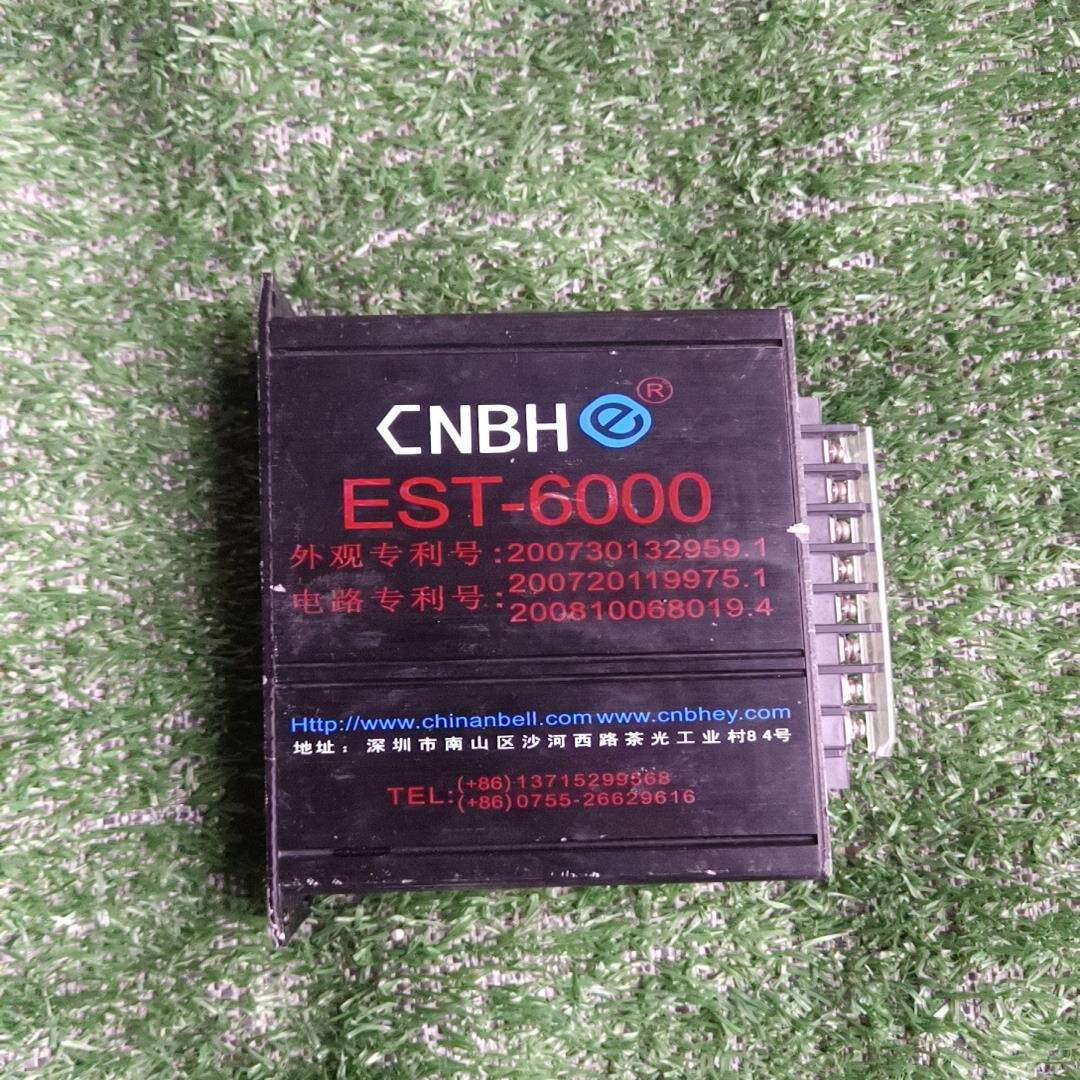 CNBH e ®
EST-6000
外观专利号:200730132959.1
电路专利号:200720119975.1
200810068019.4
Http://www.chinanbell.com www.cnbhey.com
地址：深圳市南山区沙河西路茶光工业村84号
TEL:(+86)13715299568
(+86)0755-26629616